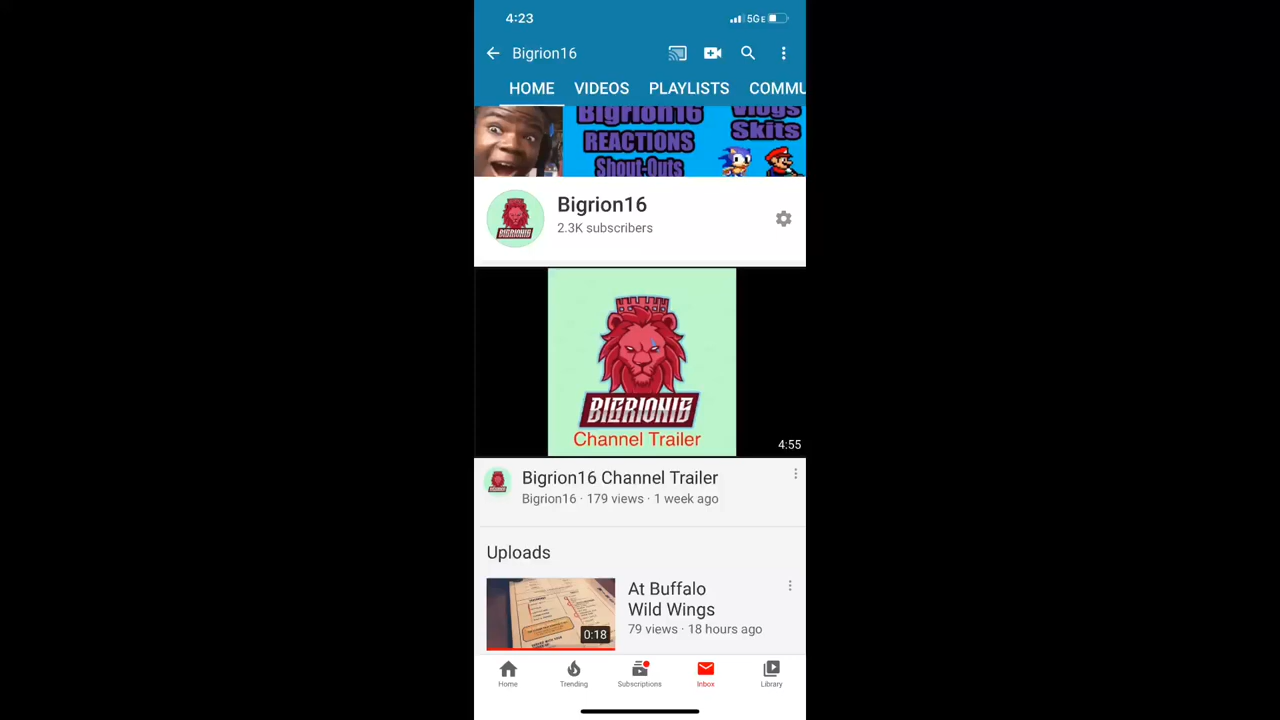 4:23
5GE
Bigrion16
HOME VIDEOS PLAYLISTS COMMU
Bigrion16
REACTIONS
Shout-Outs
Vlogs
Skits
BIGRION16
Bigrion16
2.3K subscribers
BIGRION16
Channel Trailer
4:55
Bigrion16 Channel Trailer
Bigrion16 · 179 views · 1 week ago
Uploads
0:18
At Buffalo
Wild Wings
79 views · 18 hours ago
Home Trending Subscriptions Inbox Library